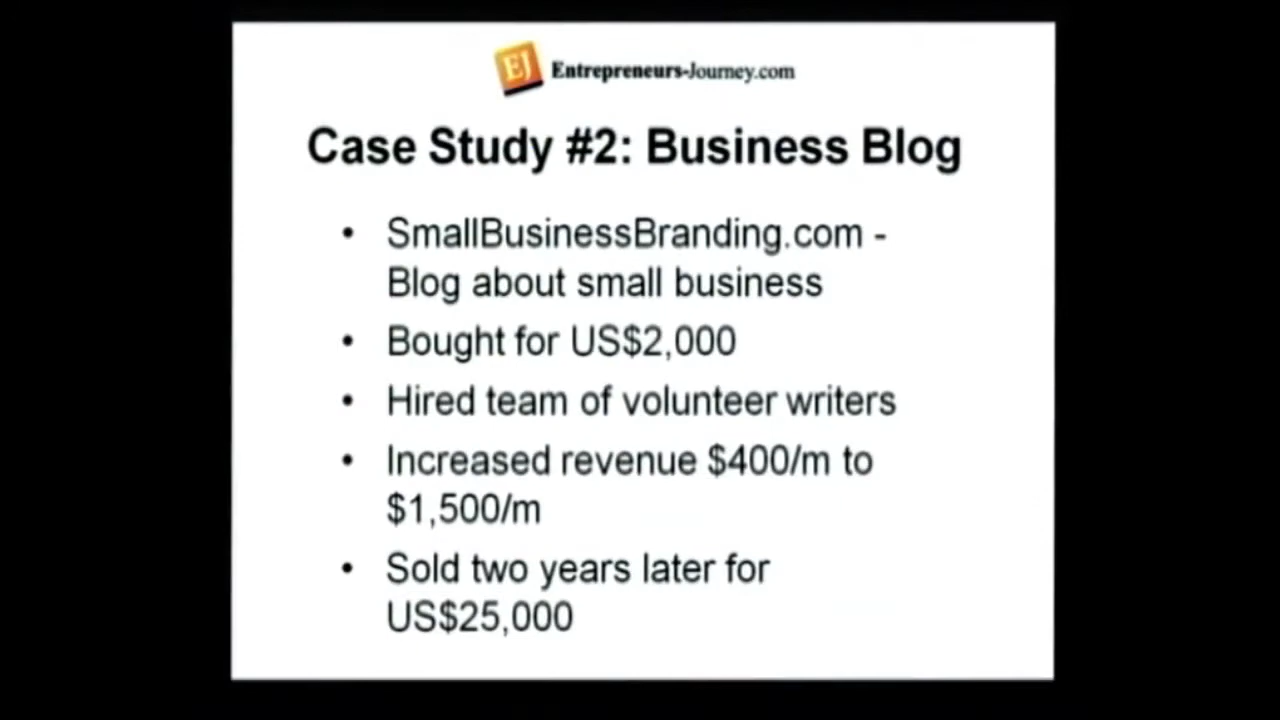 EJ Entrepreneurs-Journey.com
Case Study #2: Business Blog
• SmallBusinessBranding.com -
Blog about small business
• Bought for US$2,000
• Hired team of volunteer writers
• Increased revenue $400/m to
$1,500/m
• Sold two years later for
US$25,000